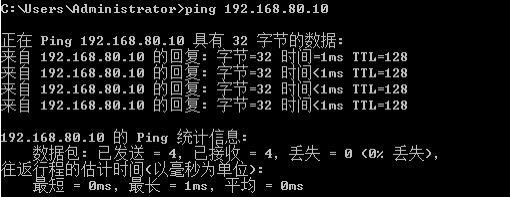 C:\Users\Administrator>ping 192.168.80.10
正在 Ping 192.168.80.10 具有 32 字节的数据:
来自 192.168.80.10 的回复: 字节=32 时间=1ms TTL=128
来自 192.168.80.10 的回复: 字节=32 时间<1ms TTL=128
来自 192.168.80.10 的回复: 字节=32 时间<1ms TTL=128
来自 192.168.80.10 的回复: 字节=32 时间<1ms TTL=128
192.168.80.10 的 Ping 统计信息:
数据包: 已发送 = 4, 已接收 = 4, 丢失 = 0 (0% 丢失),
往返行程的估计时间(以毫秒为单位):
最短 = 0ms, 最长 = 1ms, 平均 = 0ms